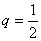 q = 1/2